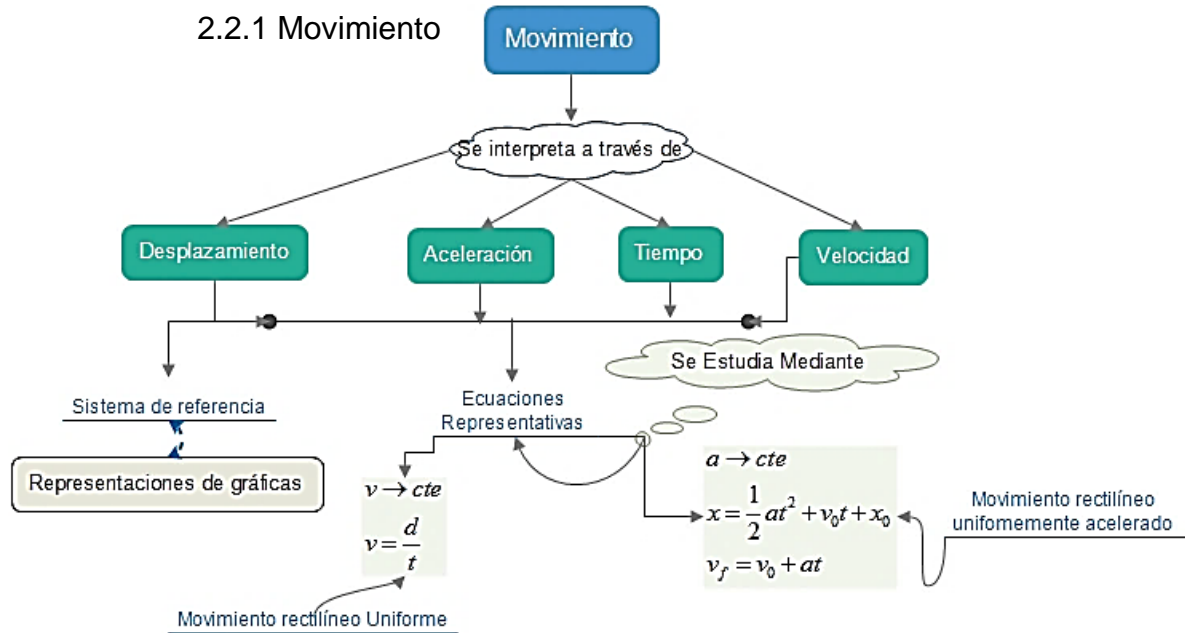 2.2.1 Movimiento
Movimiento
Se interpreta a través de
Desplazamiento
Aceleración
Tiempo
Velocidad
Se Estudia Mediante
Sistema de referencia
Representaciones de gráficas
Ecuaciones
Representativas
v → cte
v = d/t
Movimiento rectilíneo Uniforme
a → cte
x = 1/2 at² + v₀t + x₀
v_f = v₀ + at
Movimiento rectilíneo
unifomemente acelerado